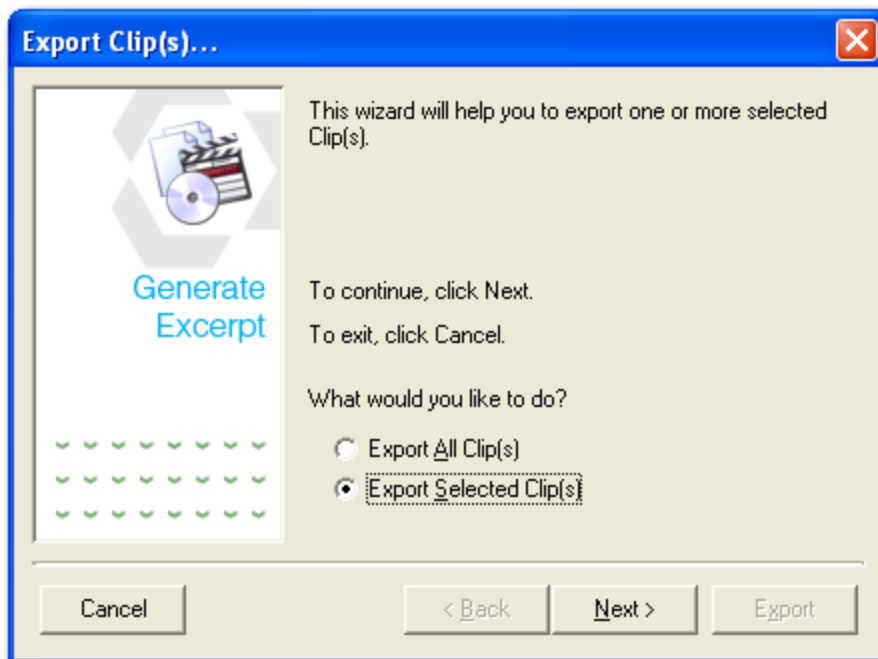 Export Clip(s)...
This wizard will help you to export one or more selected
Clip(s).
Generate
Excerpt
To continue, click Next.
To exit, click Cancel.
What would you like to do?
Export All Clip(s)
Export Selected Clip(s)
Cancel
< Back
Next >
Export